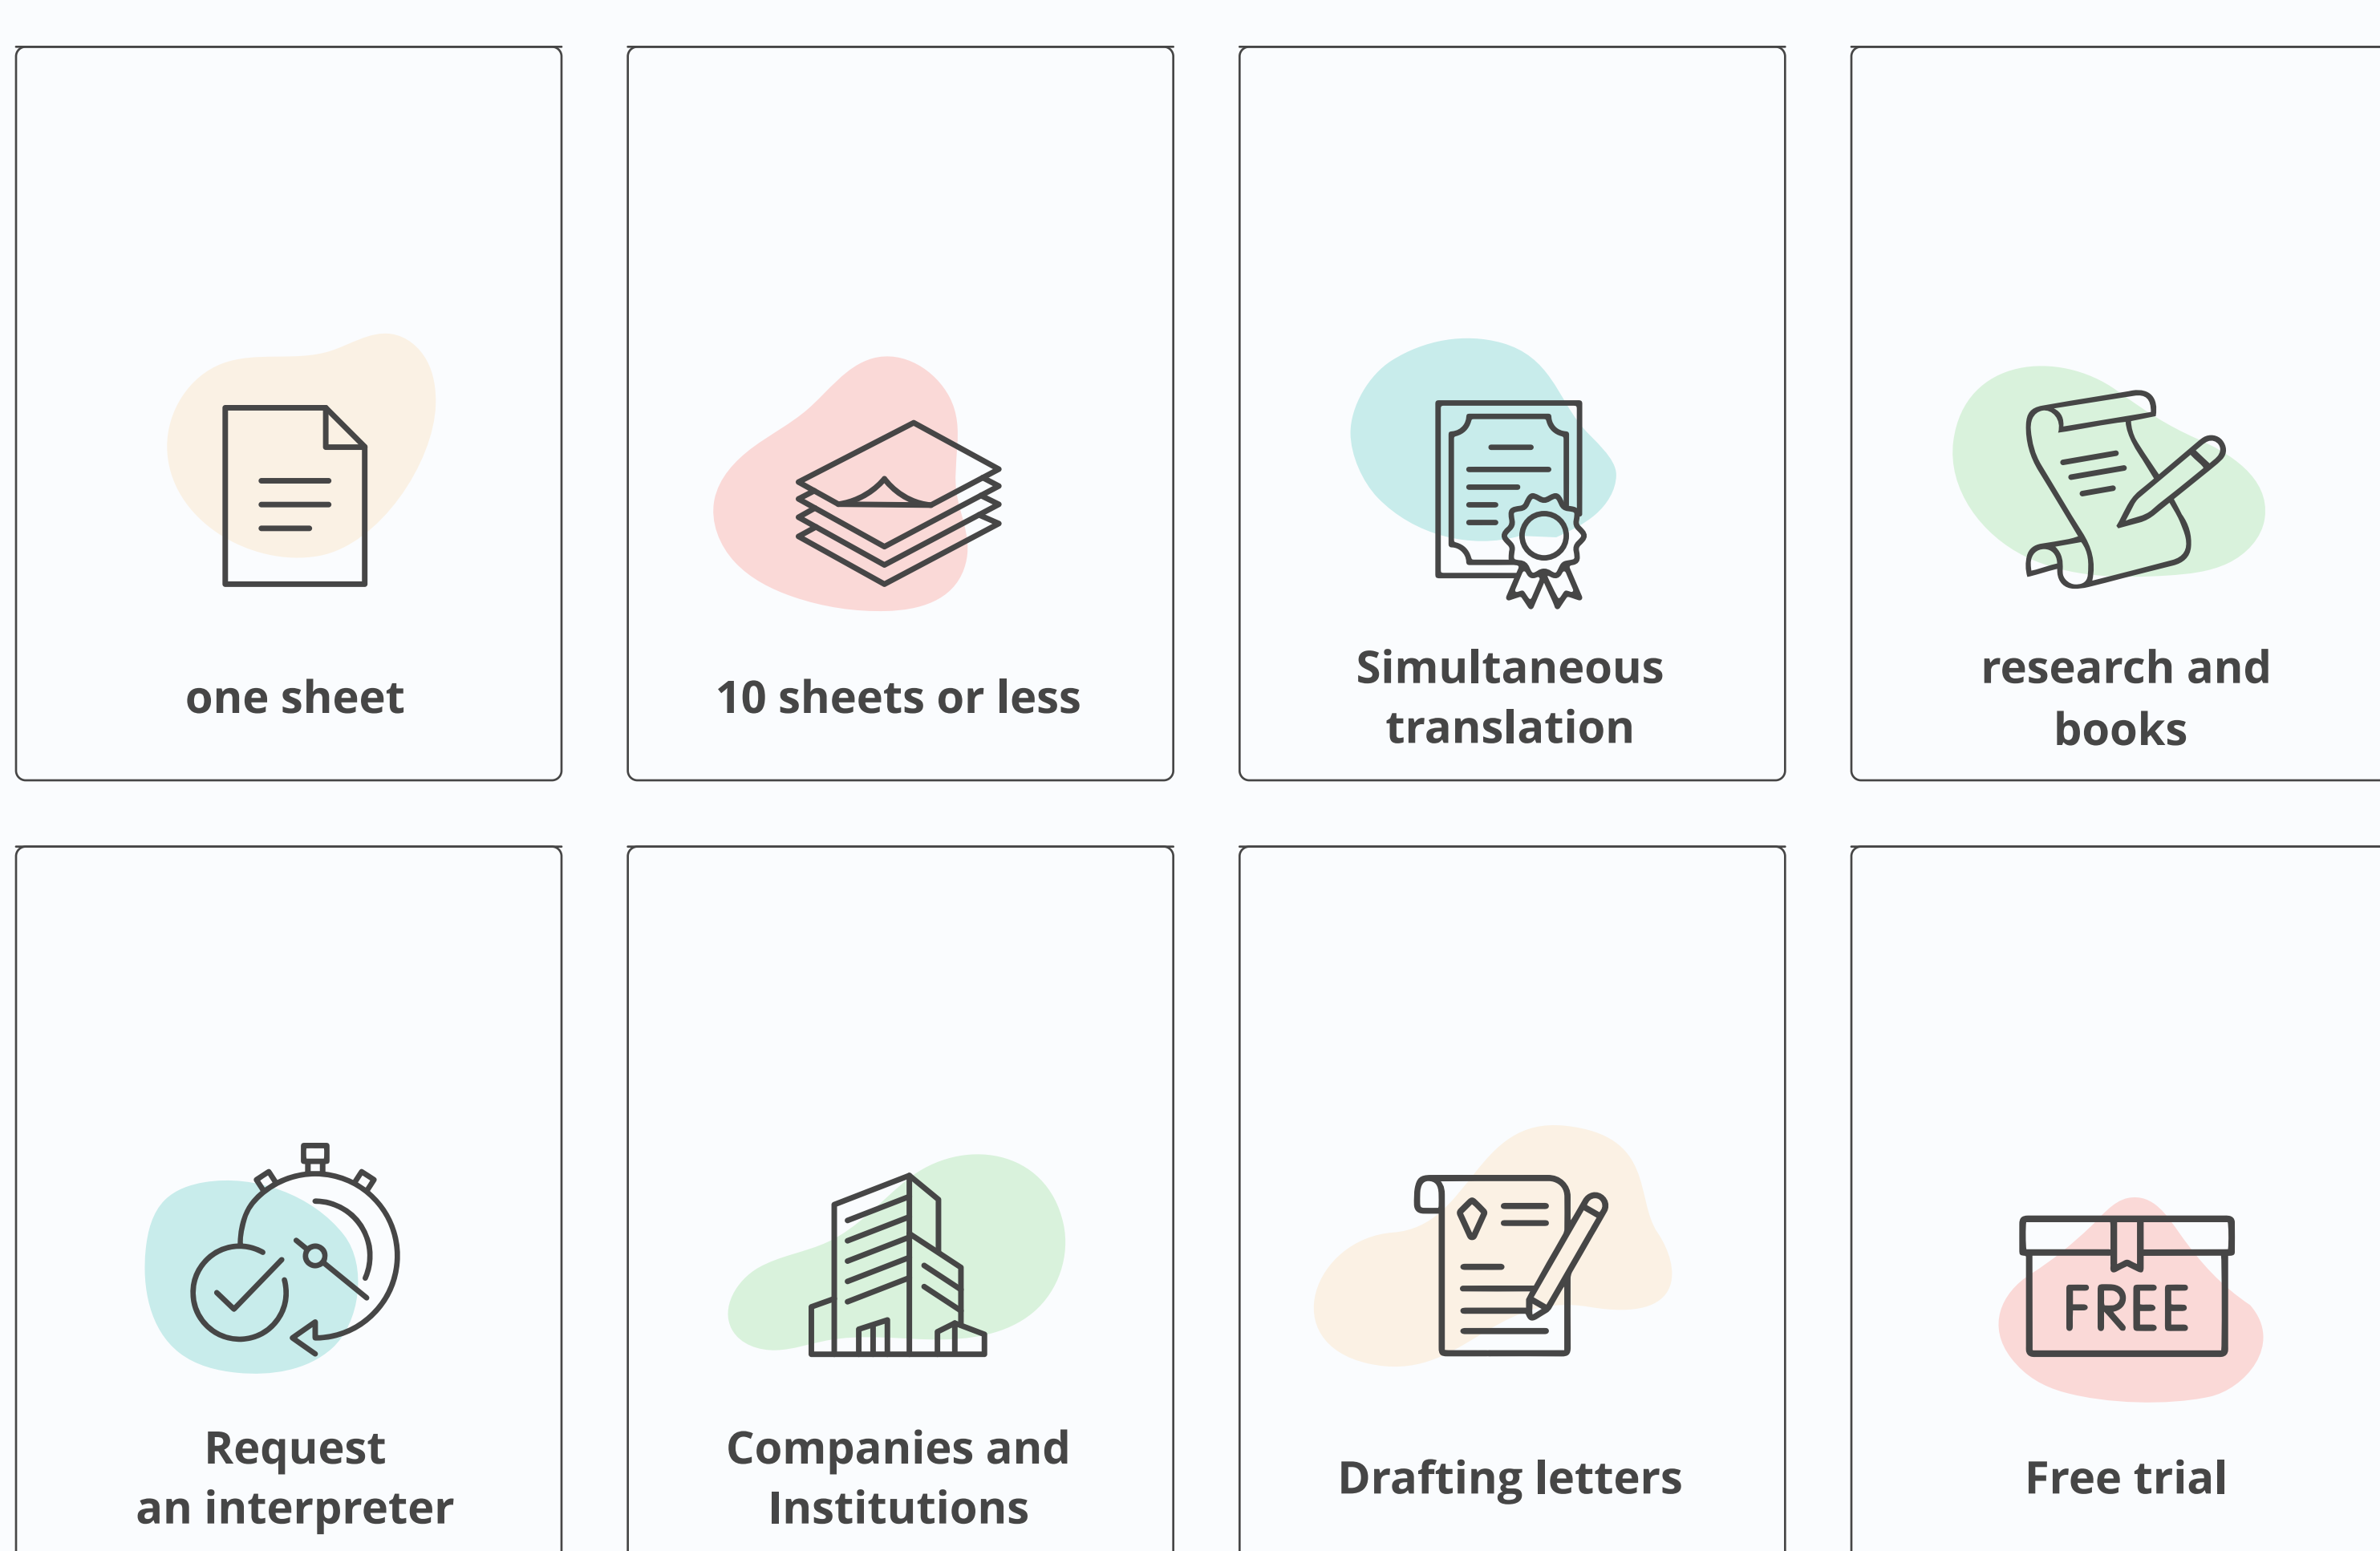 one sheet
10 sheets or less
Simultaneous
translation
research and
books
Request
an interpreter
Companies and
Institutions
Drafting letters
FREE
Free trial